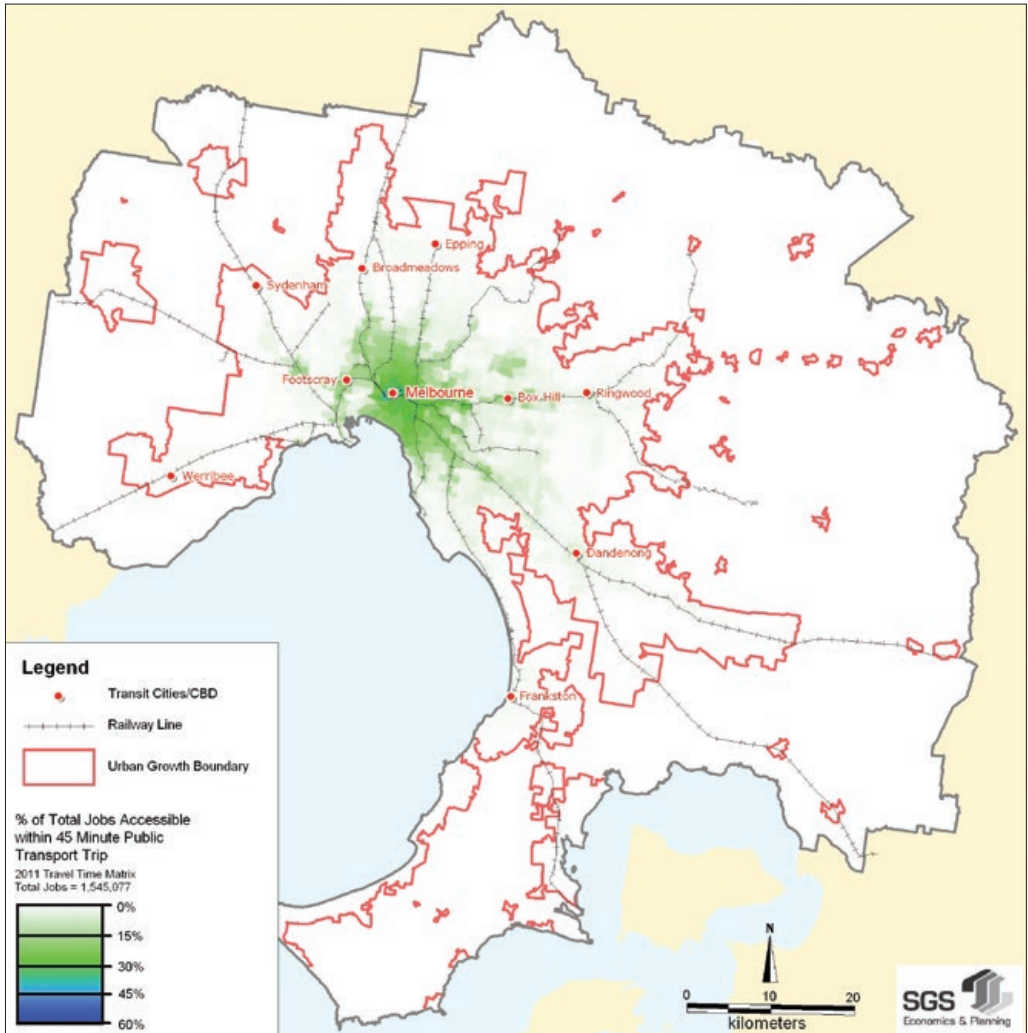 Epping
Broadmeadows
Sydenham
Footscray
Melbourne
Box Hill
Ringwood
Werribee
Dandenong
Frankston
Legend
Transit Cities/CBD
Railway Line
Urban Growth Boundary
% of Total Jobs Accessible
within 45 Minute Public
Transport Trip
2011 Travel Time Matrix
Total Jobs = 1,545,077
0%
15%
30%
45%
60%
N
0 10 20
kilometers
SGS
Economics & Planning